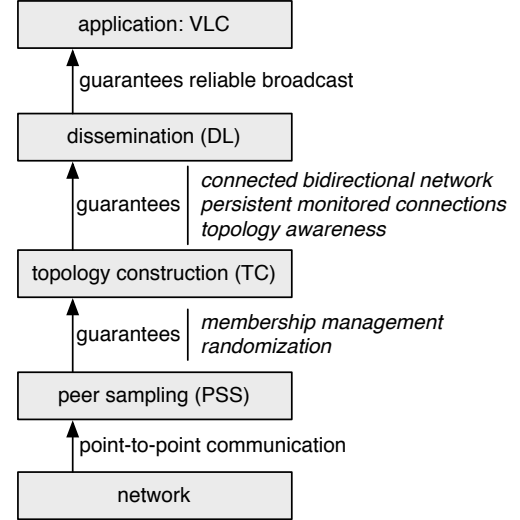 application: VLC
guarantees reliable broadcast
dissemination (DL)
guarantees
connected bidirectional network
persistent monitored connections
topology awareness
topology construction (TC)
guarantees
membership management
randomization
peer sampling (PSS)
point-to-point communication
network